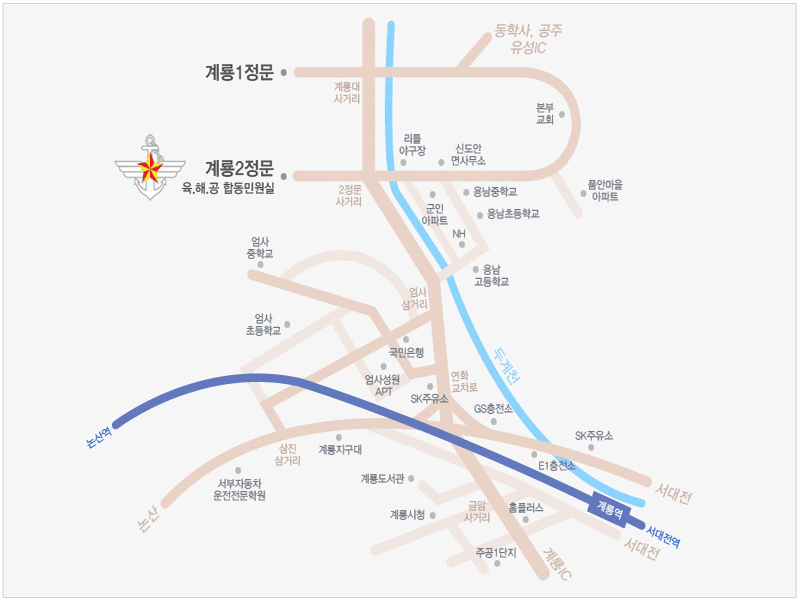 동학사, 공주
유성IC
계룡1정문
계룡대
사거리
본부
교회
리틀
야구장
신도안
면사무소
계룡2정문
육.해.공 합동민원실
2정문
사거리
용남중학교
품안마을
아파트
군인
아파트
용남초등학교
NH
엄사
중학교
용남
고등학교
엄사
삼거리
엄사
초등학교
국민은행
두계천
엄사성원
APT
연화
교차로
SK주유소
GS충전소
논산역
삼진
삼거리
계룡지구대
SK주유소
E1충전소
서부자동차
운전전문학원
계룡도서관
서대전
논산
계룡시청
금암
사거리
홈플러스
계룡역
서대전역
서대전
주공1단지
계룡IC